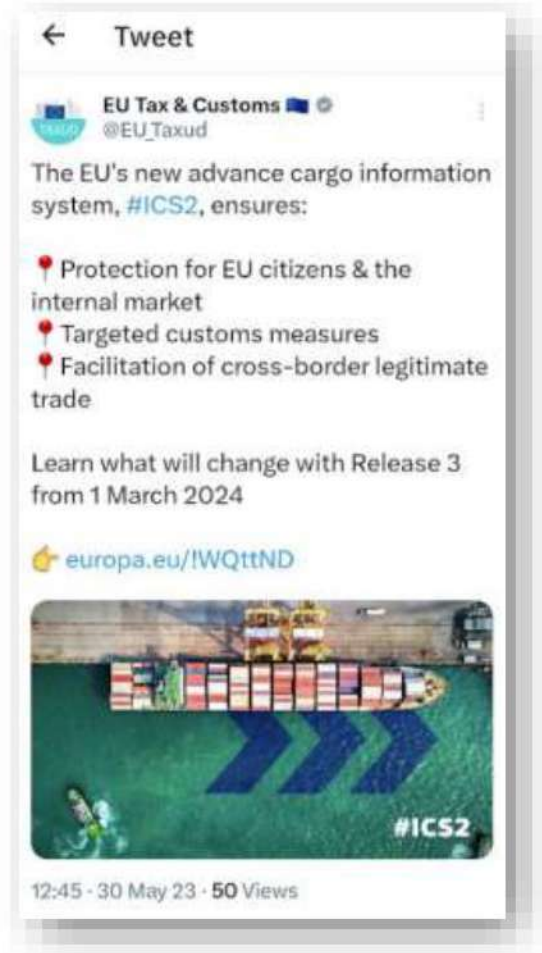 ← Tweet
EU Tax & Customs 🇪🇺
@EU_Taxud
The EU's new advance cargo information
system, #ICS2, ensures:
📍Protection for EU citizens & the
internal market
📍Targeted customs measures
📍Facilitation of cross-border legitimate
trade
Learn what will change with Release 3
from 1 March 2024
👉 europa.eu/!WQttND
#ICS2
12:45 · 30 May 23 · 50 Views